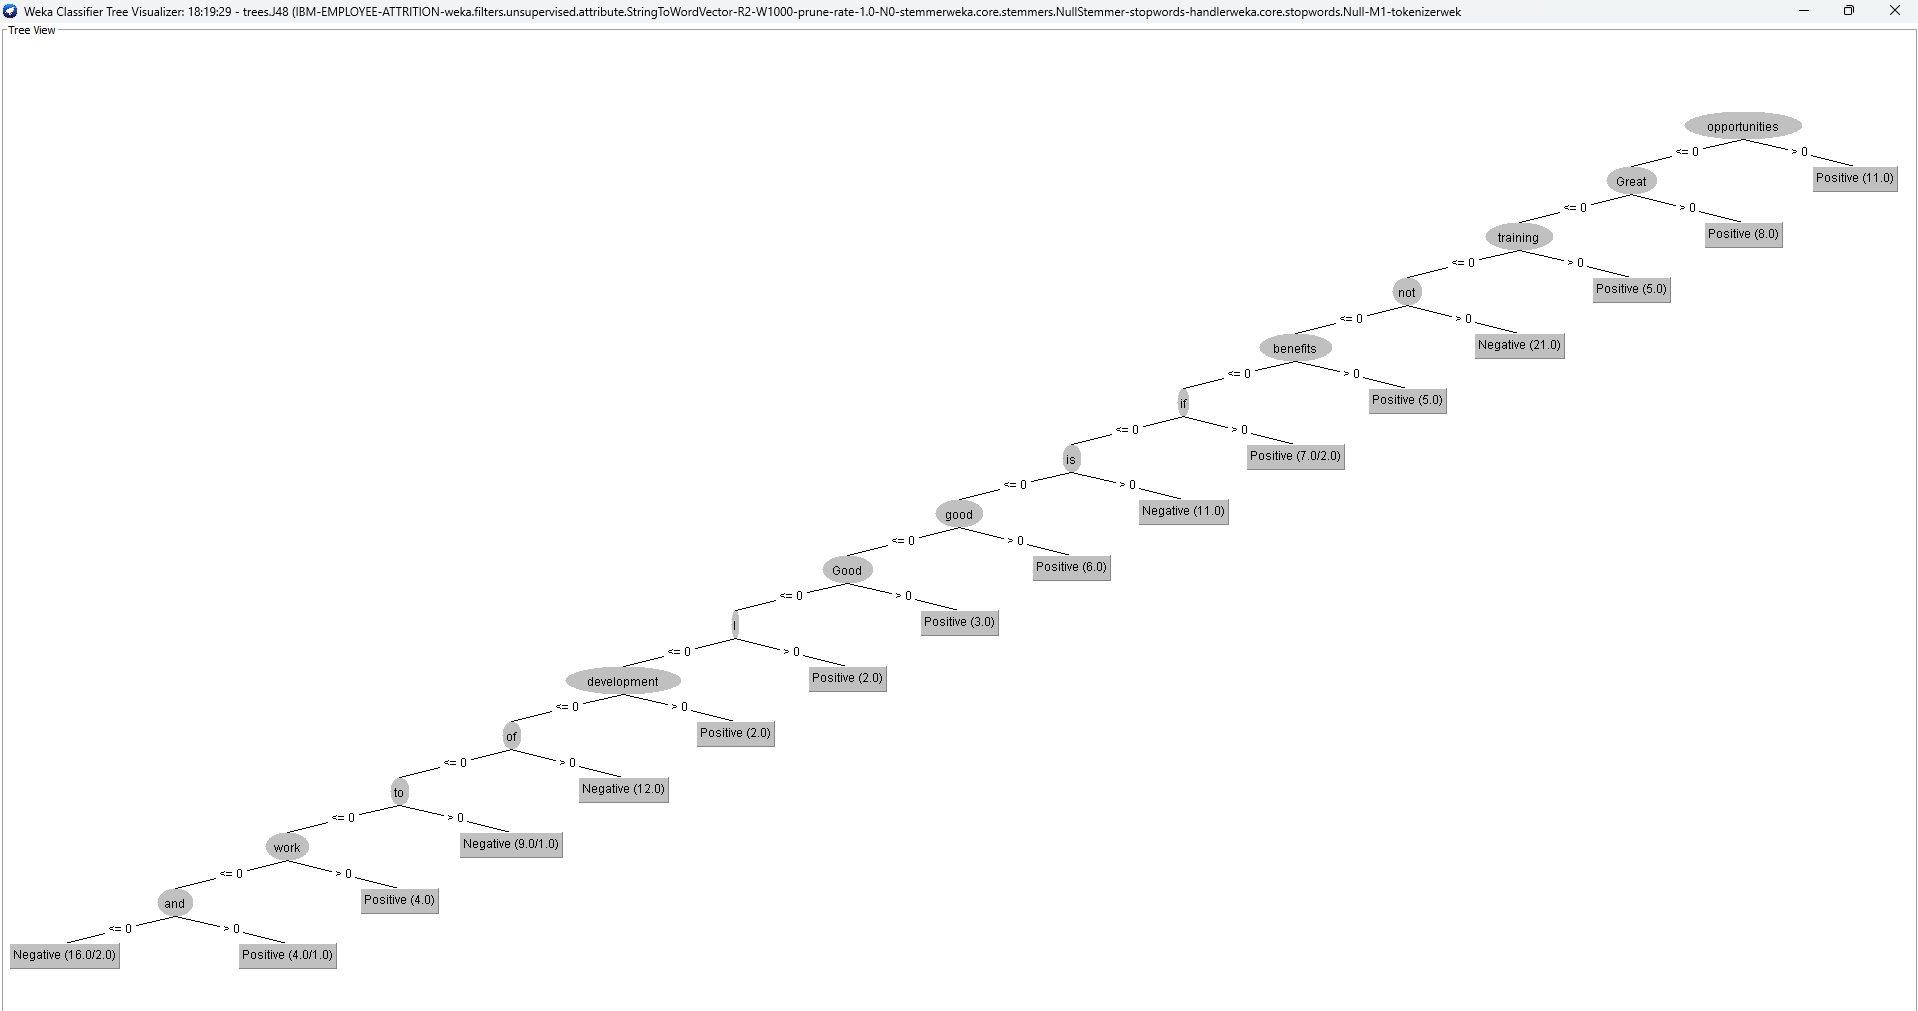 Weka Classifier Tree Visualizer: 18:19:29 - trees.J48 (IBM-EMPLOYEE-ATTRITION-weka.filters.unsupervised.attribute.StringToWordVector-R2-W1000-prune-rate-1.0-N0-stemmerweka.core.stemmers.NullStemmer-stopwords-handlerweka.core.stopwords.Null-M1-tokenizerwek
Tree View
opportunities
<= 0 > 0
Great Positive (11.0)
<= 0 > 0
training Positive (8.0)
<= 0 > 0
not Positive (5.0)
<= 0 > 0
benefits Negative (21.0)
<= 0 > 0
if Positive (5.0)
<= 0 > 0
is Positive (7.0/2.0)
<= 0 > 0
good Negative (11.0)
<= 0 > 0
Good Positive (6.0)
<= 0 > 0
I Positive (3.0)
<= 0 > 0
development Positive (2.0)
<= 0 > 0
of Positive (2.0)
<= 0 > 0
to Negative (12.0)
<= 0 > 0
work Negative (9.0/1.0)
<= 0 > 0
and Positive (4.0)
<= 0 > 0
Negative (16.0/2.0) Positive (4.0/1.0)